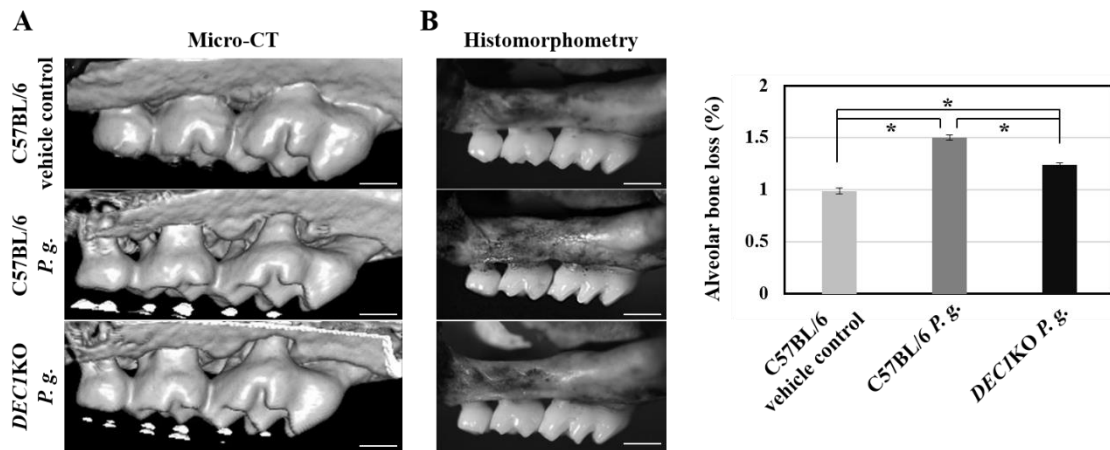 A
Micro-CT
C57BL/6
vehicle control
C57BL/6
P. g.
DEC1KO
P. g.
B
Histomorphometry
Alveolar bone loss (%)
2
1.5
1
0.5
0
*
* *
C57BL/6
vehicle control
C57BL/6 P. g.
DEC1KO P. g.